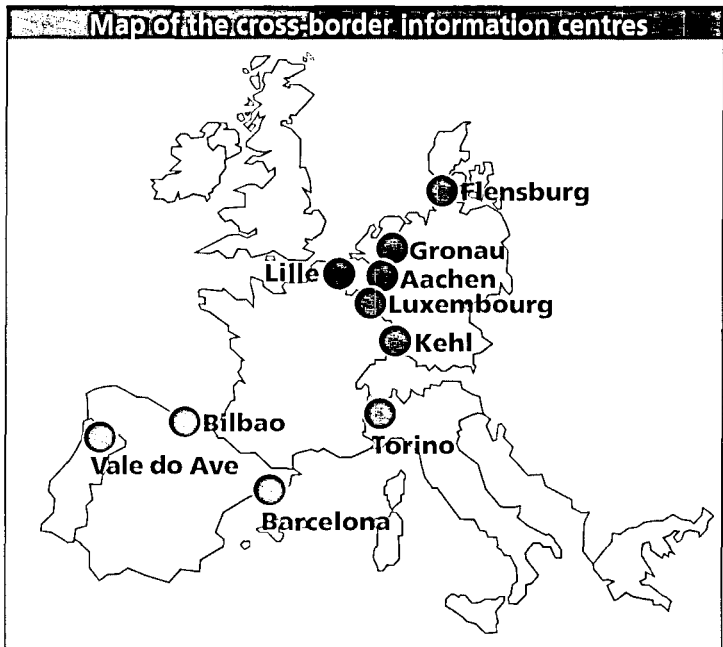 Map of the cross-border information centres
Flensburg
Gronau
Lille
Aachen
Luxembourg
Kehl
Bilbao
Torino
Vale do Ave
Barcelona